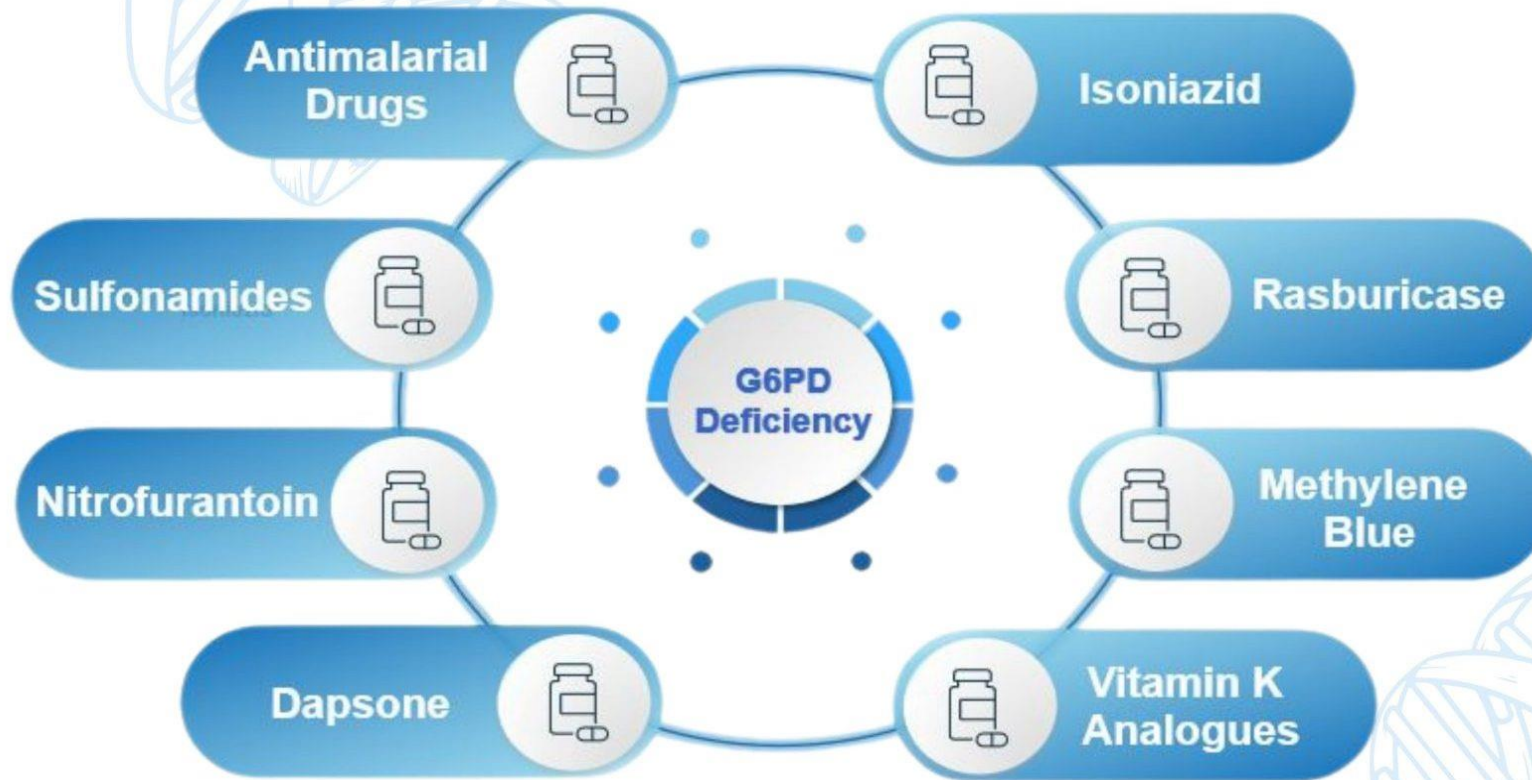 Antimalarial
Drugs
Isoniazid
Sulfonamides
Rasburicase
G6PD
Deficiency
Nitrofurantoin
Methylene
Blue
Dapsone
Vitamin K
Analogues